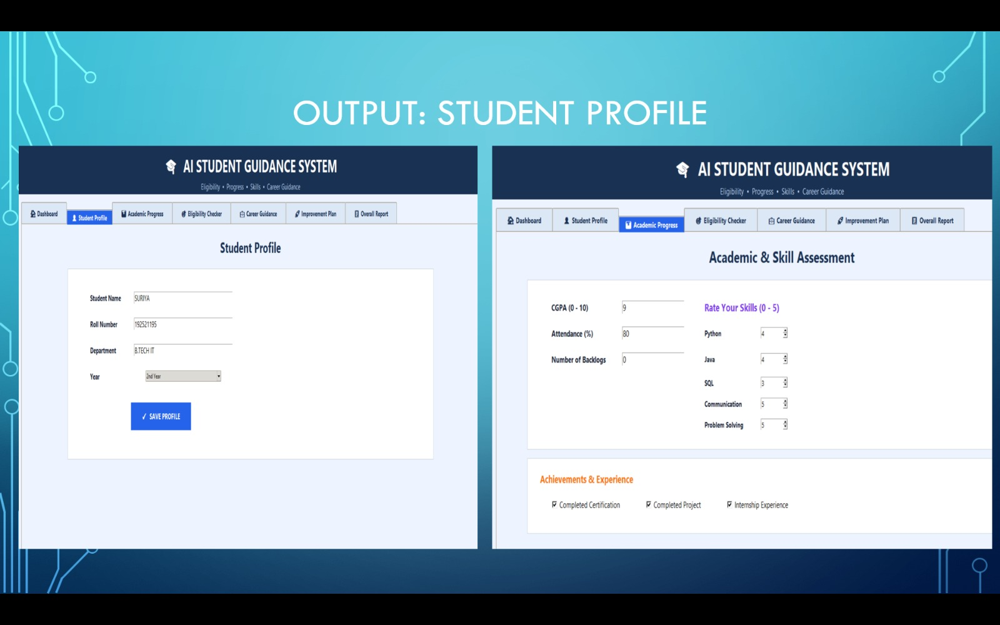 OUTPUT: STUDENT PROFILE
AI STUDENT GUIDANCE SYSTEM
Eligibility • Progress • Skills • Career Guidance
Dashboard Student Profile Academic Progress Eligibility Checker Career Guidance Improvement Plan Overall Report
Student Profile
Student Name SURIYA
Roll Number 192521195
Department B.TECH IT
Year 2nd Year
✓ SAVE PROFILE
AI STUDENT GUIDANCE SYSTEM
Eligibility • Progress • Skills • Career Guidance
Dashboard Student Profile Academic Progress Eligibility Checker Career Guidance Improvement Plan Overall Report
Academic & Skill Assessment
CGPA (0 - 10) 9
Attendance (%) 80
Number of Backlogs 0
Rate Your Skills (0 - 5)
Python 4
Java 4
SQL 3
Communication 5
Problem Solving 5
Achievements & Experience
Completed Certification Completed Project Internship Experience